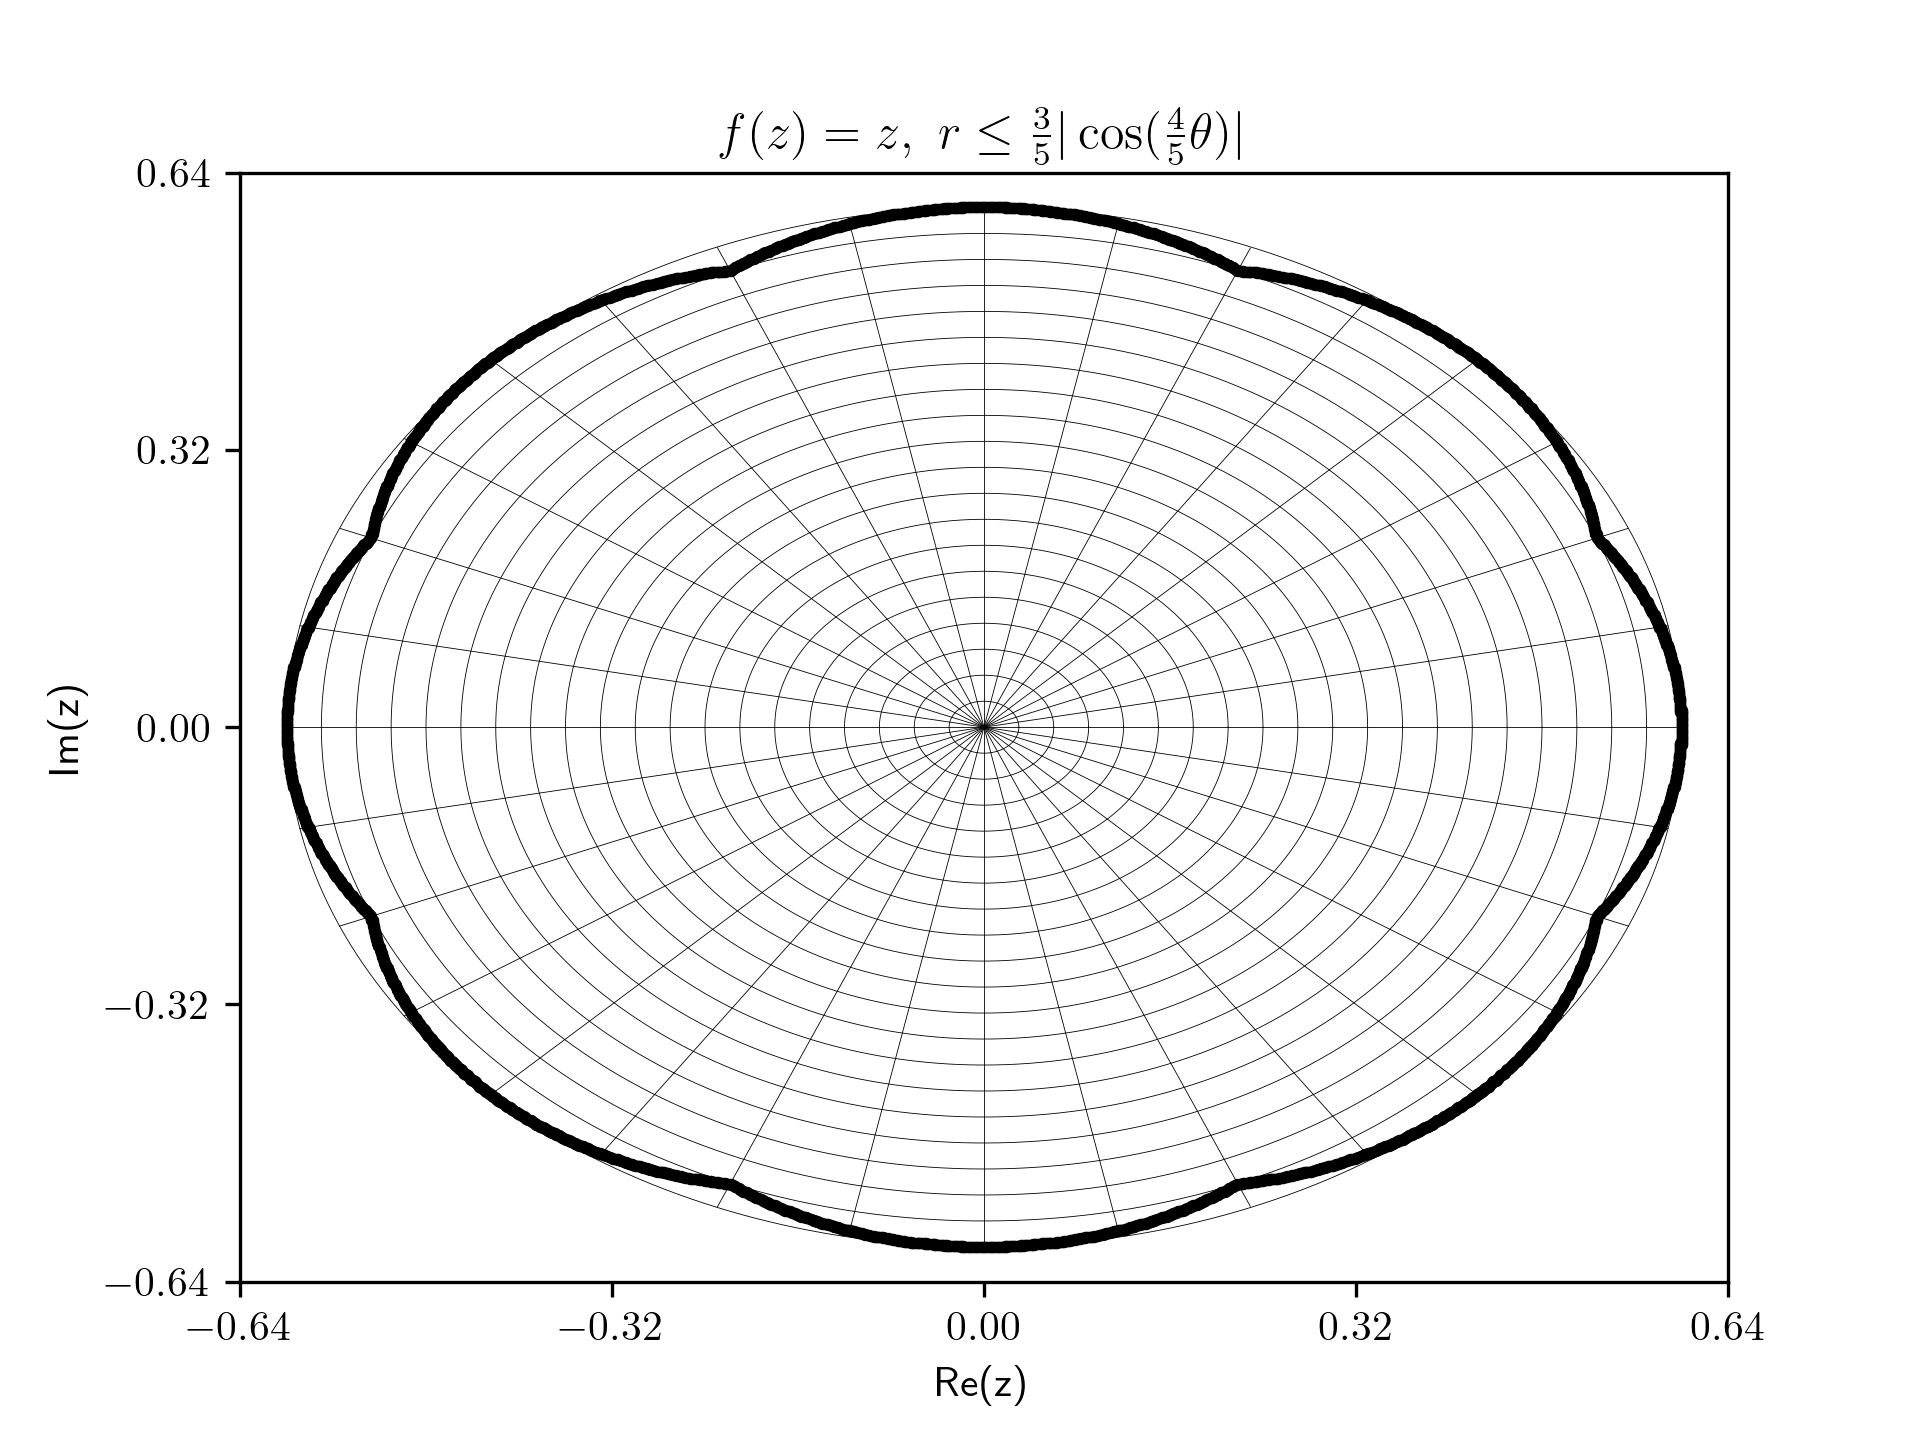 f(z) = z, r ≤ 3/5|cos(4/5θ)|
0.64
0.32
0.00
−0.32
−0.64
−0.64 −0.32 0.00 0.32 0.64
Im(z)
Re(z)